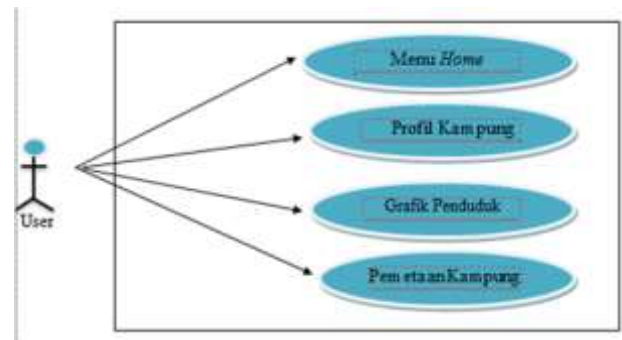 Menu Home
Profil Kampung
Grafik Penduduk
Pemetaan Kampung
User